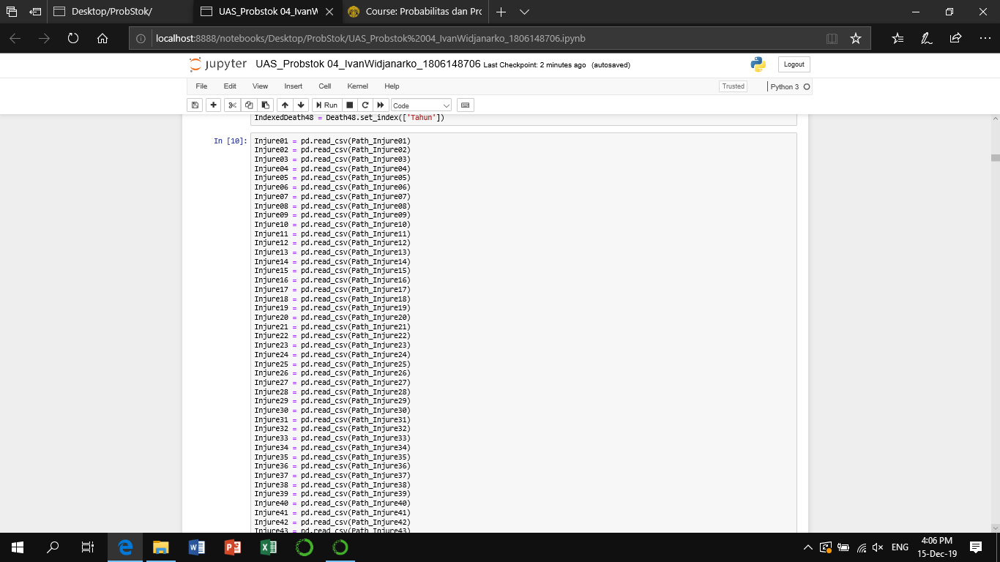 Desktop/ProbStok/
UAS_Probstok 04_IvanW
Course: Probabilitas dan Pro
localhost:8888/notebooks/Desktop/ProbStok/UAS_Probstok%2004_IvanWidjanarko_1806148706.ipynb
jupyter UAS_Probstok 04_IvanWidjanarko_1806148706 Last Checkpoint: 2 minutes ago (autosaved)
Logout
File Edit View Insert Cell Kernel Help
Trusted
Python 3
Run
Code
IndexedDeath48 = Death48.set_index(['Tahun'])
In [10]:
Injure01 = pd.read_csv(Path_Injure01)
Injure02 = pd.read_csv(Path_Injure02)
Injure03 = pd.read_csv(Path_Injure03)
Injure04 = pd.read_csv(Path_Injure04)
Injure05 = pd.read_csv(Path_Injure05)
Injure06 = pd.read_csv(Path_Injure06)
Injure07 = pd.read_csv(Path_Injure07)
Injure08 = pd.read_csv(Path_Injure08)
Injure09 = pd.read_csv(Path_Injure09)
Injure10 = pd.read_csv(Path_Injure10)
Injure11 = pd.read_csv(Path_Injure11)
Injure12 = pd.read_csv(Path_Injure12)
Injure13 = pd.read_csv(Path_Injure13)
Injure14 = pd.read_csv(Path_Injure14)
Injure15 = pd.read_csv(Path_Injure15)
Injure16 = pd.read_csv(Path_Injure16)
Injure17 = pd.read_csv(Path_Injure17)
Injure18 = pd.read_csv(Path_Injure18)
Injure19 = pd.read_csv(Path_Injure19)
Injure20 = pd.read_csv(Path_Injure20)
Injure21 = pd.read_csv(Path_Injure21)
Injure22 = pd.read_csv(Path_Injure22)
Injure23 = pd.read_csv(Path_Injure23)
Injure24 = pd.read_csv(Path_Injure24)
Injure25 = pd.read_csv(Path_Injure25)
Injure26 = pd.read_csv(Path_Injure26)
Injure27 = pd.read_csv(Path_Injure27)
Injure28 = pd.read_csv(Path_Injure28)
Injure29 = pd.read_csv(Path_Injure29)
Injure30 = pd.read_csv(Path_Injure30)
Injure31 = pd.read_csv(Path_Injure31)
Injure32 = pd.read_csv(Path_Injure32)
Injure33 = pd.read_csv(Path_Injure33)
Injure34 = pd.read_csv(Path_Injure34)
Injure35 = pd.read_csv(Path_Injure35)
Injure36 = pd.read_csv(Path_Injure36)
Injure37 = pd.read_csv(Path_Injure37)
Injure38 = pd.read_csv(Path_Injure38)
Injure39 = pd.read_csv(Path_Injure39)
Injure40 = pd.read_csv(Path_Injure40)
Injure41 = pd.read_csv(Path_Injure41)
Injure42 = pd.read_csv(Path_Injure42)
Injure43 = pd.read_csv(Path_Injure43)
ENG
4:06 PM
15-Dec-19